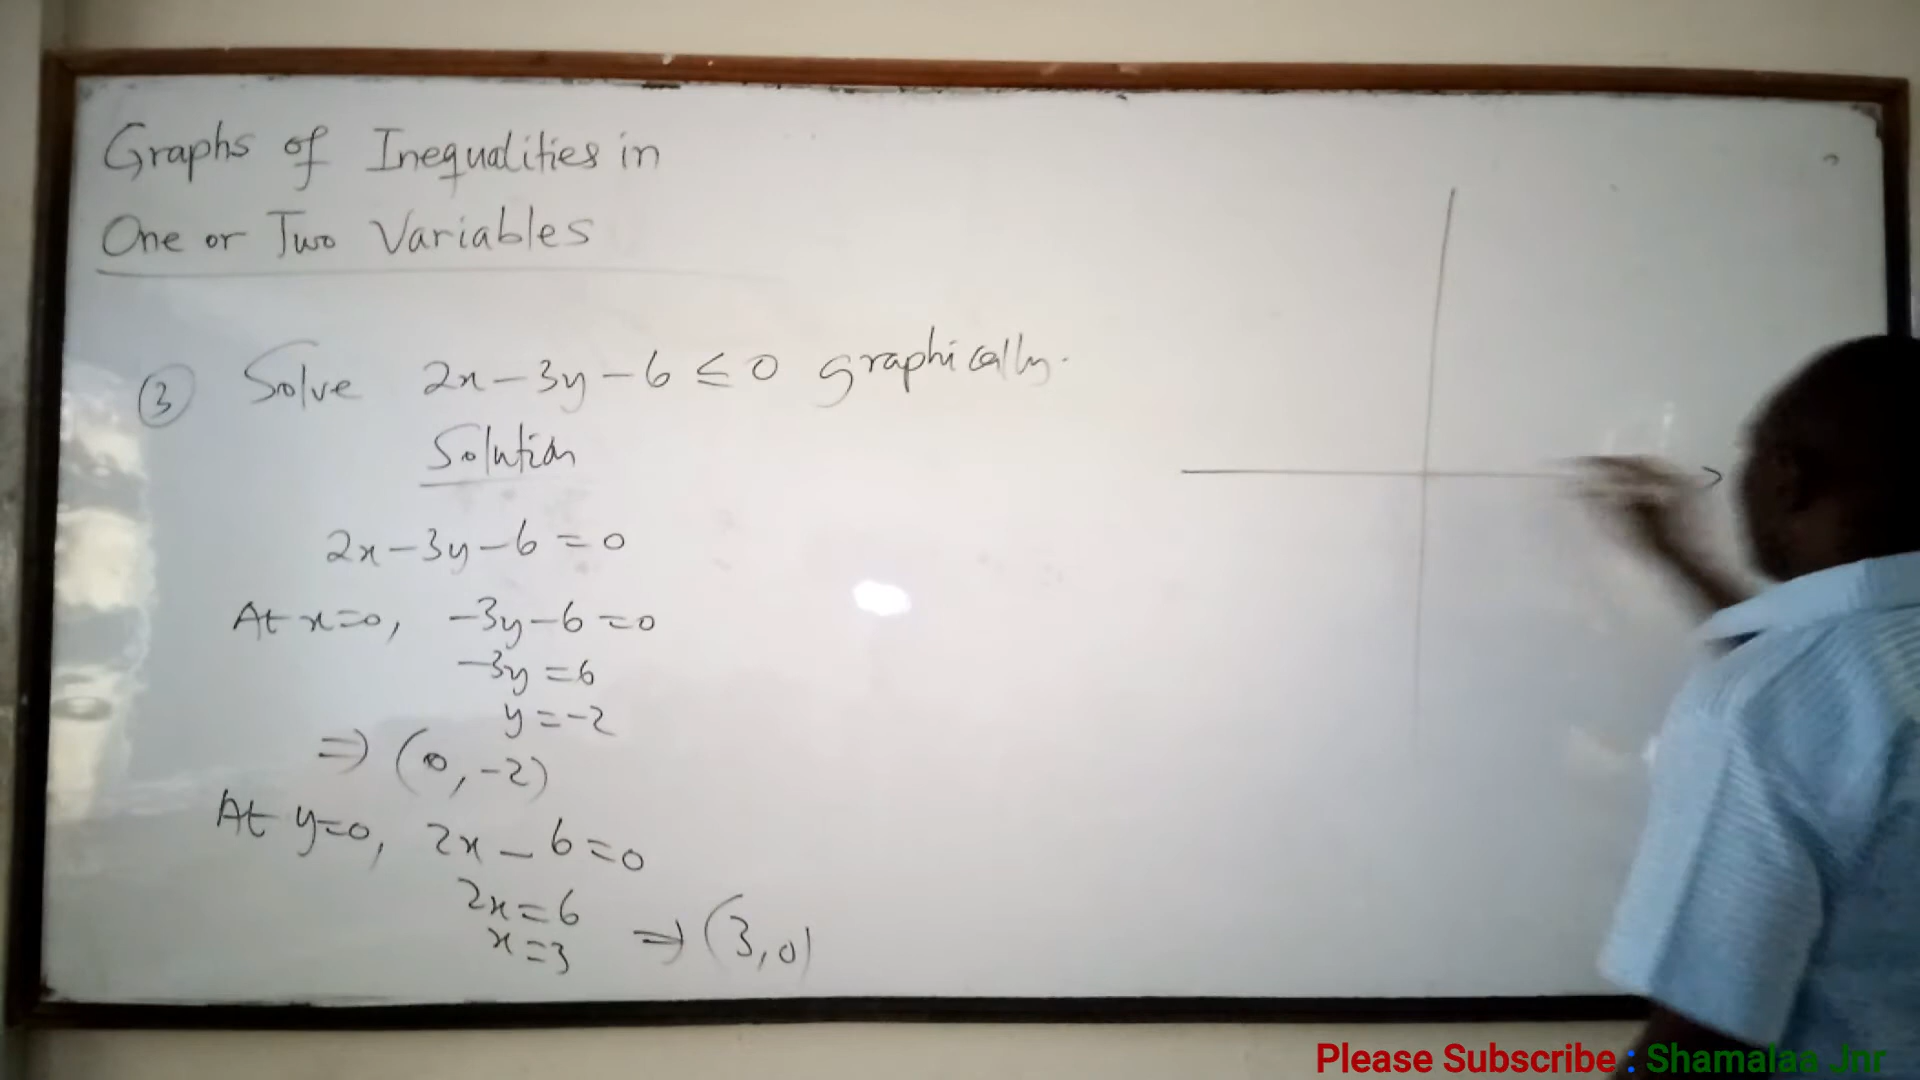 Graphs of Inequalities in
One or Two Variables
③ Solve 2x-3y-6≤0 graphically.
Solution
2x-3y-6=0
At x=0, -3y-6=0
-3y=6
y=-2
⇒ (0,-2)
At y=0, 2x-6=0
2x=6
x=3 ⇒ (3,0)
Please Subscribe : Shamalaa Jnr